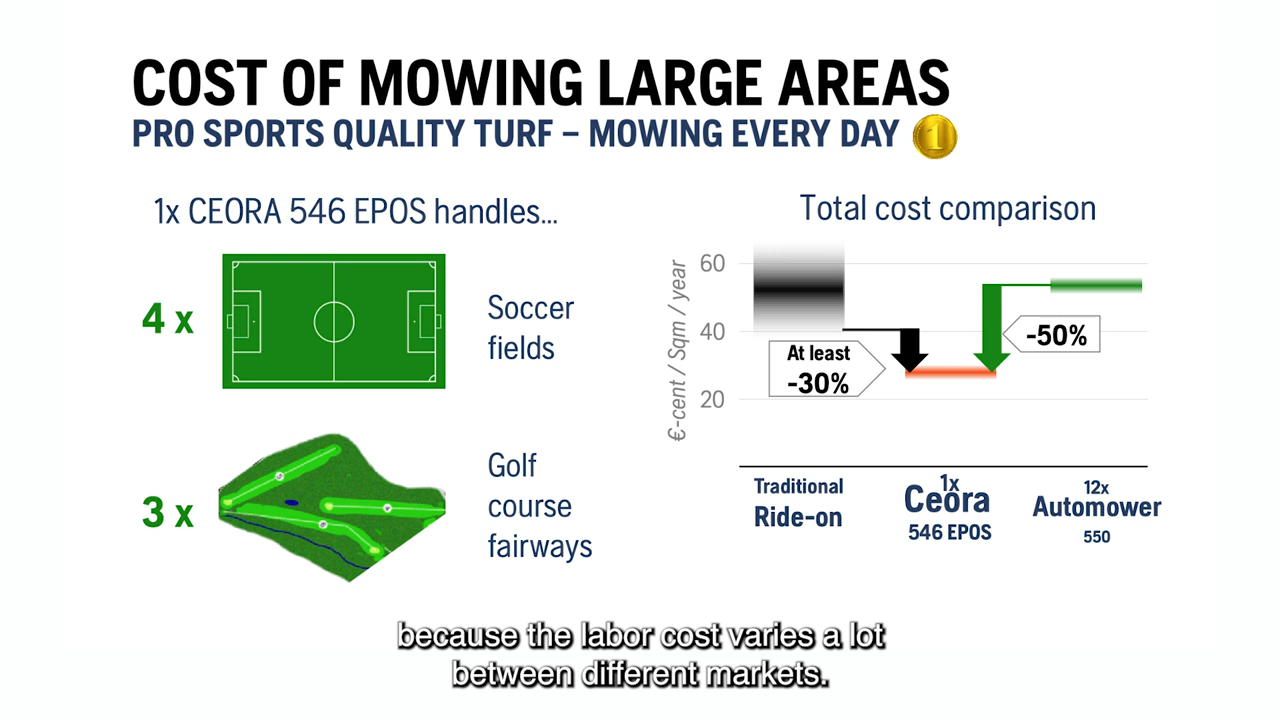 COST OF MOWING LARGE AREAS
PRO SPORTS QUALITY TURF – MOWING EVERY DAY 1
1x CEORA 546 EPOS handles...
4 x
Soccer
fields
3 x
Golf
course
fairways
Total cost comparison
€-cent / Sqm / year
60
40
20
At least
-30%
-50%
Traditional
Ride-on
1x
Ceora
546 EPOS
12x
Automower
550
because the labor cost varies a lot
between different markets.